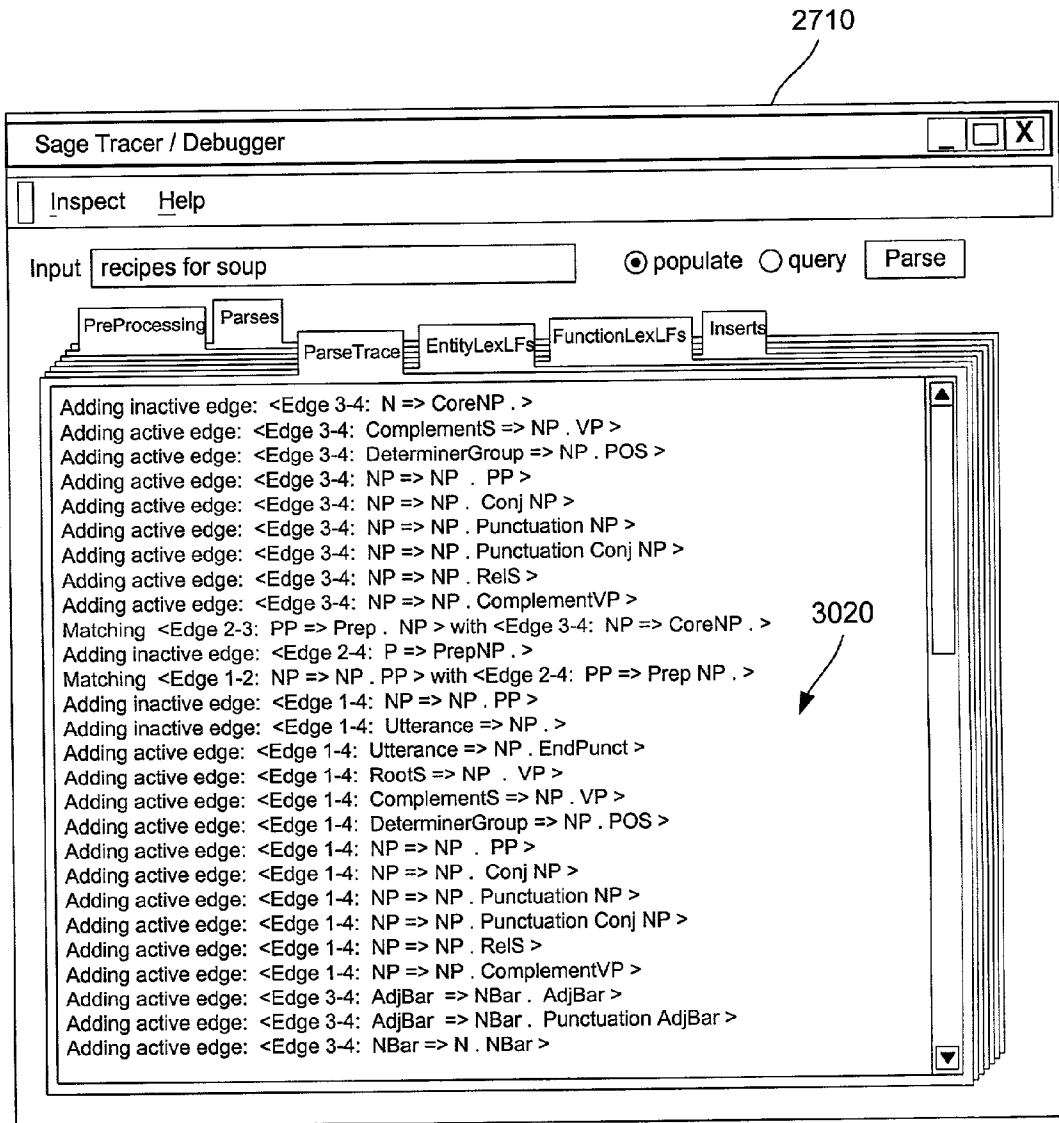 2710
Sage Tracer / Debugger
_ X
Inspect Help
Input recipes for soup populate query Parse
PreProcessing Parses ParseTrace EntityLexLFs FunctionLexLFs Inserts
Adding inactive edge: <Edge 3-4: N => CoreNP . >
Adding active edge: <Edge 3-4: ComplementS => NP . VP >
Adding active edge: <Edge 3-4: DeterminerGroup => NP . POS >
Adding active edge: <Edge 3-4: NP => NP . PP >
Adding active edge: <Edge 3-4: NP => NP . Conj NP >
Adding active edge: <Edge 3-4: NP => NP . Punctuation NP >
Adding active edge: <Edge 3-4: NP => NP . Punctuation Conj NP >
Adding active edge: <Edge 3-4: NP => NP . RelS >
Adding active edge: <Edge 3-4: NP => NP . ComplementVP >
Matching <Edge 2-3: PP => Prep . NP > with <Edge 3-4: NP => CoreNP . >
3020
Adding inactive edge: <Edge 2-4: P => PrepNP . >
Matching <Edge 1-2: NP => NP . PP > with <Edge 2-4: PP => Prep NP . >
Adding inactive edge: <Edge 1-4: NP => NP . PP >
Adding inactive edge: <Edge 1-4: Utterance => NP . >
Adding active edge: <Edge 1-4: Utterance => NP . EndPunct >
Adding active edge: <Edge 1-4: RootS => NP . VP >
Adding active edge: <Edge 1-4: ComplementS => NP . VP >
Adding active edge: <Edge 1-4: DeterminerGroup => NP . POS >
Adding active edge: <Edge 1-4: NP => NP . PP >
Adding active edge: <Edge 1-4: NP => NP . Conj NP >
Adding active edge: <Edge 1-4: NP => NP . Punctuation NP >
Adding active edge: <Edge 1-4: NP => NP . Punctuation Conj NP >
Adding active edge: <Edge 1-4: NP => NP . RelS >
Adding active edge: <Edge 1-4: NP => NP . ComplementVP >
Adding active edge: <Edge 3-4: AdjBar => NBar . AdjBar >
Adding active edge: <Edge 3-4: AdjBar => NBar . Punctuation AdjBar >
Adding active edge: <Edge 3-4: NBar => N . NBar >